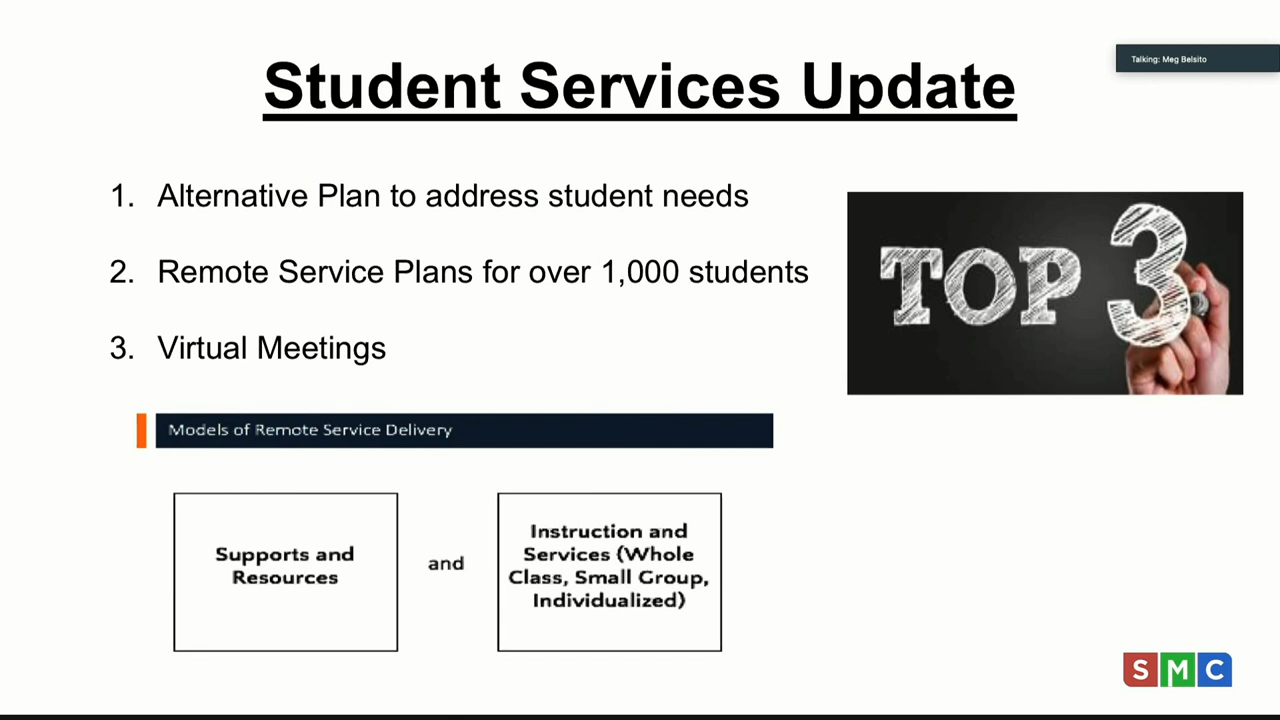 Talking: Meg Belsito
Student Services Update
1. Alternative Plan to address student needs
2. Remote Service Plans for over 1,000 students
3. Virtual Meetings
TOP 3
Models of Remote Service Delivery
Supports and
Resources
and
Instruction and
Services (Whole
Class, Small Group,
Individualized)
SMC